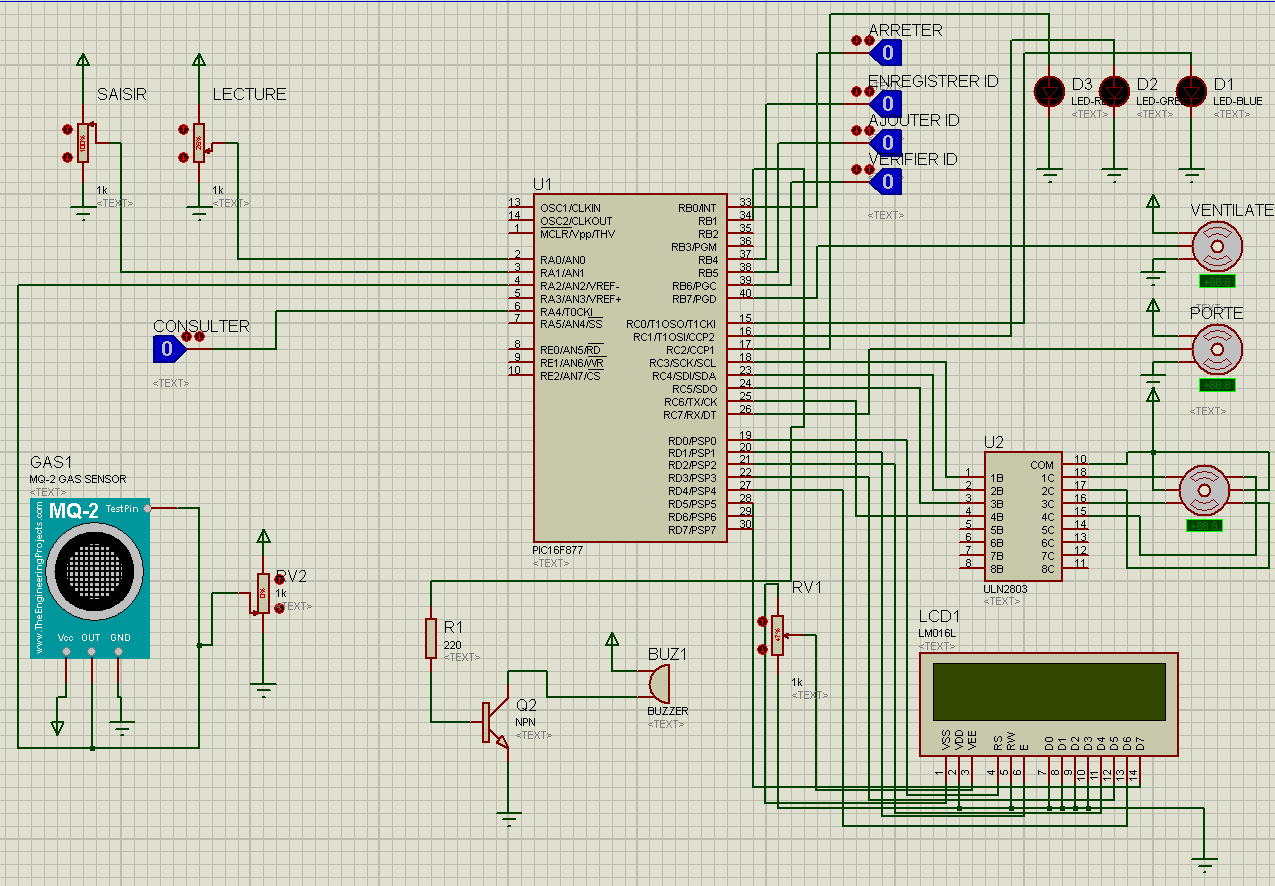 ARRETER
0
ENREGISTRER ID
0
AJOUTER ID
0
VERIFIER ID
0
<TEXT>
D3
<TEXT>
D2
<TEXT>
D1
LED-BLUE
<TEXT>
SAISIR
100%
1k
<TEXT>
LECTURE
1k
<TEXT>
U1
13 OSC1/CLKIN
14 OSC2/CLKOUT
1 MCLR/Vpp/THV
2 RA0/AN0
3 RA1/AN1
4 RA2/AN2/VREF-
5 RA3/AN3/VREF+
6 RA4/T0CKI
7 RA5/AN4/SS
8 RE0/AN5/RD
9 RE1/AN6/WR
10 RE2/AN7/CS
RB0/INT 33
RB1 34
RB2 35
RB3/PGM 36
RB4 37
RB5 38
RB6/PGC 39
RB7/PGD 40
RC0/T1OSO/T1CKI 15
RC1/T1OSI/CCP2 16
RC2/CCP1 17
RC3/SCK/SCL 18
RC4/SDI/SDA 23
RC5/SDO 24
RC6/TX/CK 25
RC7/RX/DT 26
RD0/PSP0 19
RD1/PSP1 20
RD2/PSP2 21
RD3/PSP3 22
RD4/PSP4 27
RD5/PSP5 28
RD6/PSP6 29
RD7/PSP7 30
PIC16F877
<TEXT>
VENTILATE
+88.8
<TEXT>
PORTE
+88.8
<TEXT>
CONSULTER
0
<TEXT>
GAS1
MQ-2 GAS SENSOR
<TEXT>
MQ-2 TestPin
www.TheEngineeringProjects.com
Vcc OUT GND
RV2
0%
1k
<TEXT>
R1
220
<TEXT>
Q2
NPN
<TEXT>
BUZ1
BUZZER
<TEXT>
RV1
47%
1k
<TEXT>
U2
COM 10
1 1B 1C 18
2 2B 2C 17
3 3B 3C 16
4 4B 4C 15
5 5B 5C 14
6 6B 6C 13
7 7B 7C 12
8 8B 8C 11
ULN2803
<TEXT>
+88.8
LCD1
LM016L
<TEXT>
VSS VDD VEE RS RW E D0 D1 D2 D3 D4 D5 D6 D7
1 2 3 4 5 6 7 8 9 10 11 12 13 14